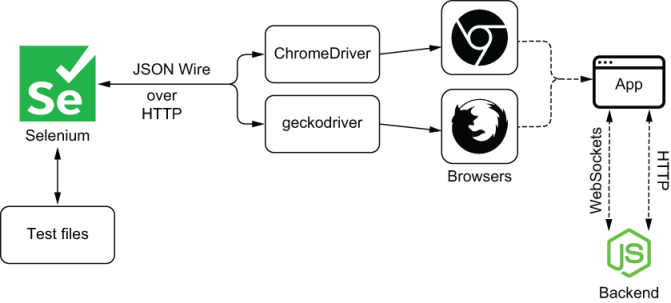 Se
Selenium
JSON Wire
over
HTTP
ChromeDriver
geckodriver
Browsers
App
WebSockets
HTTP
JS
Backend
Test files